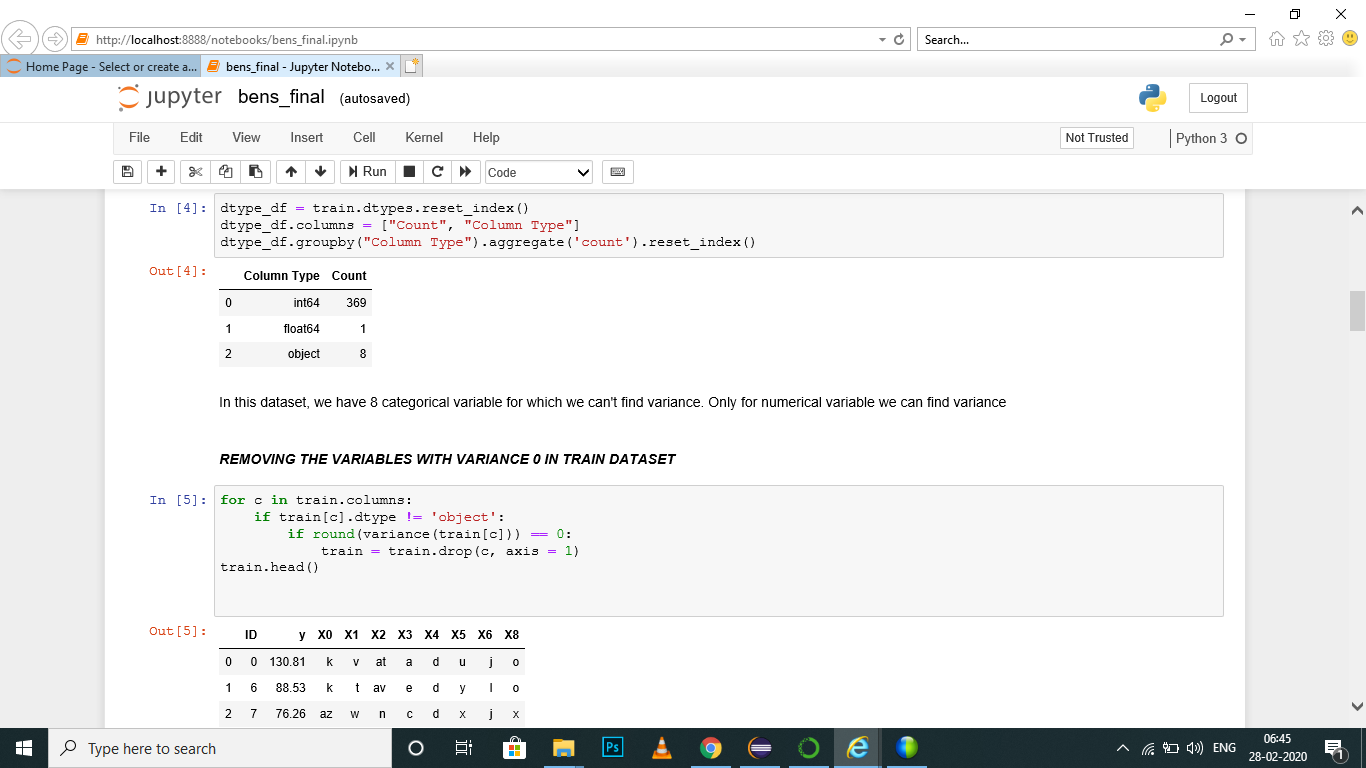 http://localhost:8888/notebooks/bens_final.ipynb
Search...
Home Page - Select or create a...
bens_final - Jupyter Notebo...
jupyter bens_final (autosaved)
Logout
File Edit View Insert Cell Kernel Help
Not Trusted
Python 3
Run
Code
In [4]: dtype_df = train.dtypes.reset_index()
dtype_df.columns = ["Count", "Column Type"]
dtype_df.groupby("Column Type").aggregate('count').reset_index()
Out[4]:
Column Type Count
0 int64 369
1 float64 1
2 object 8
In this dataset, we have 8 categorical variable for which we can't find variance. Only for numerical variable we can find variance
REMOVING THE VARIABLES WITH VARIANCE 0 IN TRAIN DATASET
In [5]: for c in train.columns:
if train[c].dtype != 'object':
if round(variance(train[c])) == 0:
train = train.drop(c, axis = 1)
train.head()
Out[5]:
ID y X0 X1 X2 X3 X4 X5 X6 X8
0 0 130.81 k v at a d u j o
1 6 88.53 k t av e d y l o
2 7 76.26 az w n c d x j x
Type here to search
Ps
ENG
06:45
28-02-2020
1